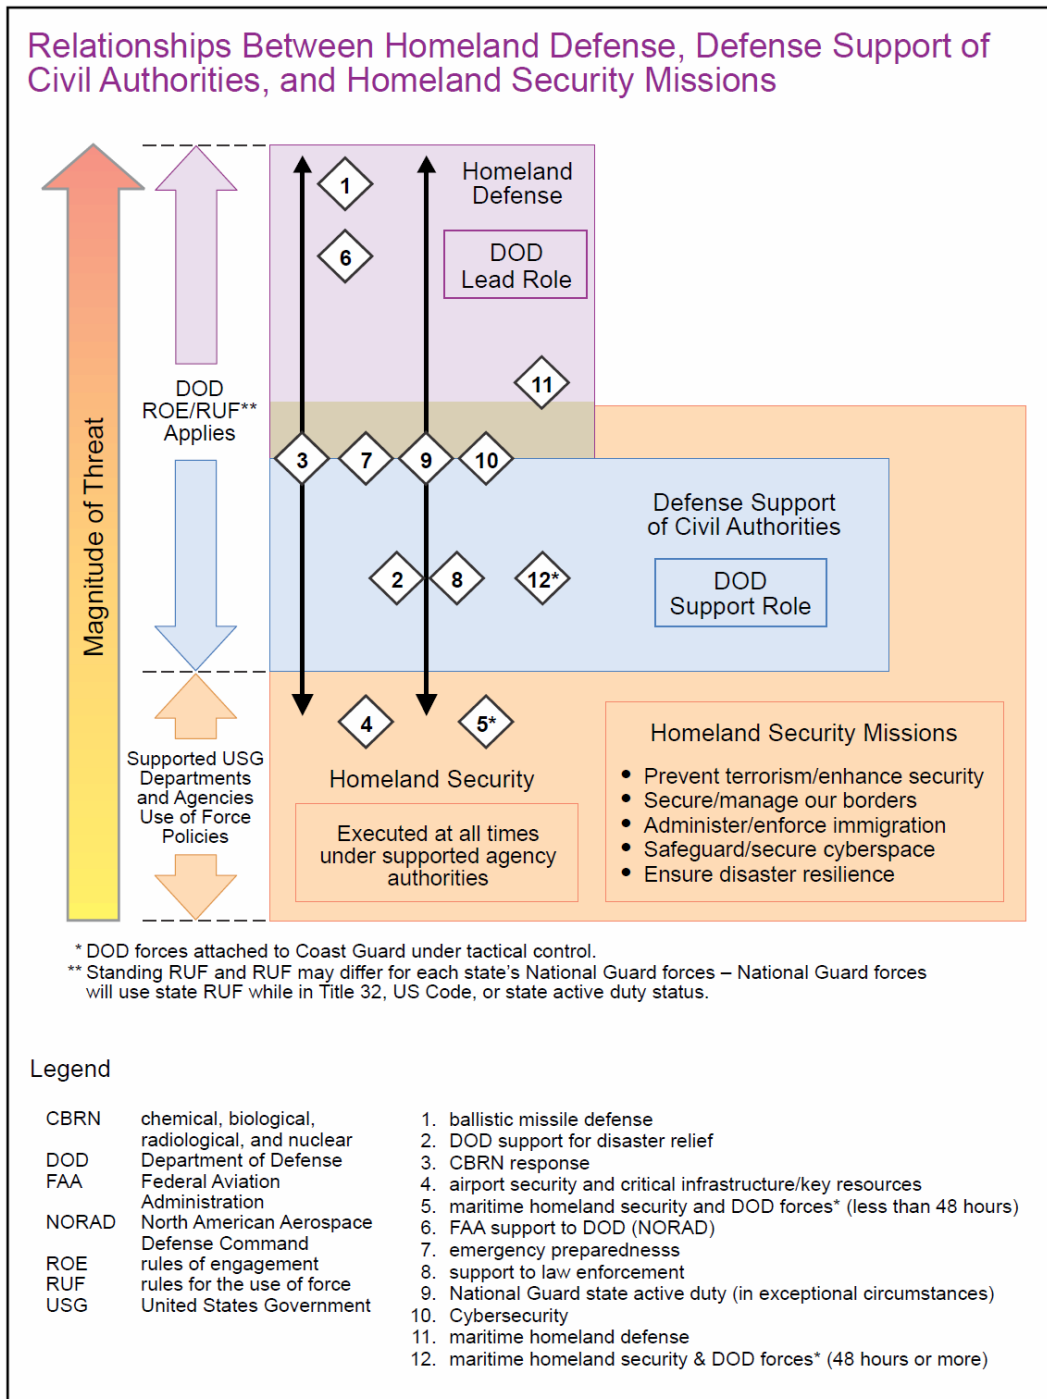 Relationships Between Homeland Defense, Defense Support of
Civil Authorities, and Homeland Security Missions
Magnitude of Threat
DOD
ROE/RUF**
Applies
Supported USG
Departments
and Agencies
Use of Force
Policies
1
6
Homeland
Defense
DOD
Lead Role
11
3
7
9
10
Defense Support
of Civil Authorities
2
8
12*
DOD
Support Role
4
5*
Homeland Security
Executed at all times
under supported agency
authorities
Homeland Security Missions
• Prevent terrorism/enhance security
• Secure/manage our borders
• Administer/enforce immigration
• Safeguard/secure cyberspace
• Ensure disaster resilience
* DOD forces attached to Coast Guard under tactical control.
** Standing RUF and RUF may differ for each state's National Guard forces – National Guard forces
will use state RUF while in Title 32, US Code, or state active duty status.
Legend
CBRN chemical, biological,
radiological, and nuclear
DOD Department of Defense
FAA Federal Aviation
Administration
NORAD North American Aerospace
Defense Command
ROE rules of engagement
RUF rules for the use of force
USG United States Government
1. ballistic missile defense
2. DOD support for disaster relief
3. CBRN response
4. airport security and critical infrastructure/key resources
5. maritime homeland security and DOD forces* (less than 48 hours)
6. FAA support to DOD (NORAD)
7. emergency preparednesss
8. support to law enforcement
9. National Guard state active duty (in exceptional circumstances)
10. Cybersecurity
11. maritime homeland defense
12. maritime homeland security & DOD forces* (48 hours or more)